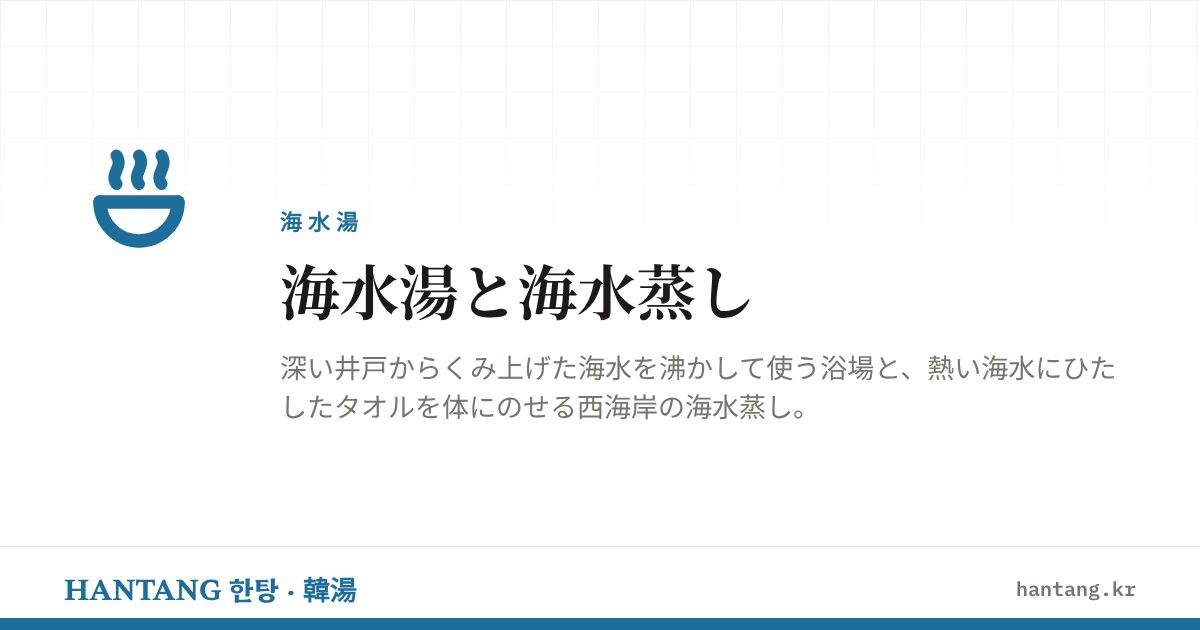 海水湯
海水湯と海水蒸し
深い井戸からくみ上げた海水を沸かして使う浴場と、熱い海水にひた
したタオルを体にのせる西海岸の海水蒸し。
HANTANG 한탕 · 韓湯
hantang.kr